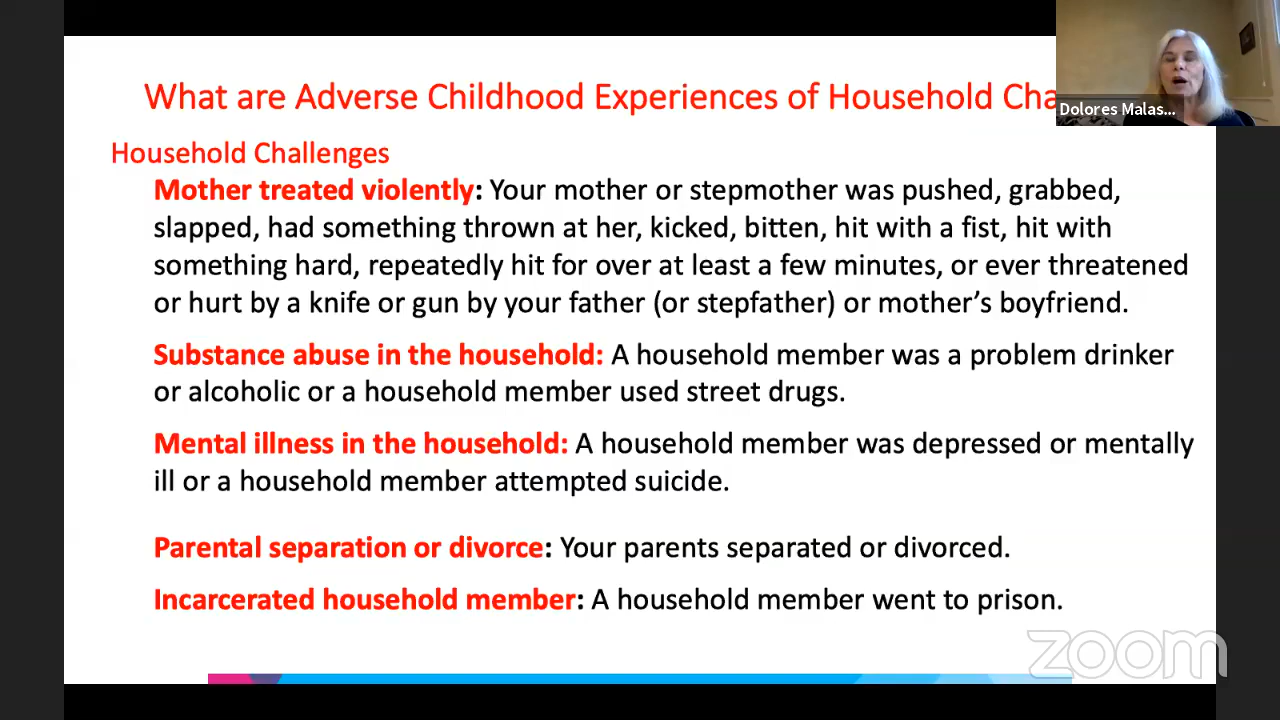 What are Adverse Childhood Experiences of Household Cha
Dolores Malas...
Household Challenges
Mother treated violently: Your mother or stepmother was pushed, grabbed,
slapped, had something thrown at her, kicked, bitten, hit with a fist, hit with
something hard, repeatedly hit for over at least a few minutes, or ever threatened
or hurt by a knife or gun by your father (or stepfather) or mother’s boyfriend.
Substance abuse in the household: A household member was a problem drinker
or alcoholic or a household member used street drugs.
Mental illness in the household: A household member was depressed or mentally
ill or a household member attempted suicide.
Parental separation or divorce: Your parents separated or divorced.
Incarcerated household member: A household member went to prison.
zoom